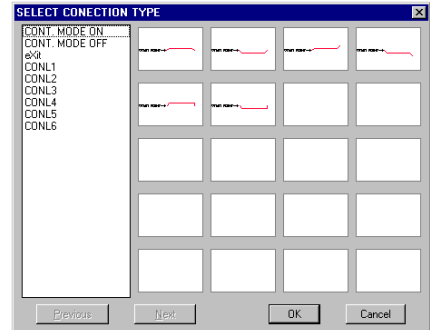 SELECT CONECTION TYPE
CONT. MODE ON
CONT. MODE OFF
eXit
CONL1
CONL2
CONL3
CONL4
CONL5
CONL6
Previous
Next
OK
Cancel